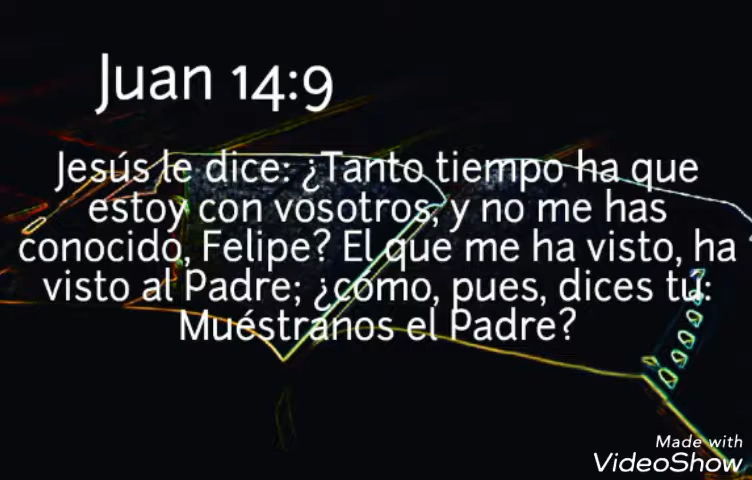 Juan 14:9
Jesús le dice: ¿Tanto tiempo ha que
estoy con vosotros, y no me has
conocido, Felipe? El que me ha visto, ha
visto al Padre; ¿cómo, pues, dices tú:
Muéstranos el Padre?
Made with
VideoShow